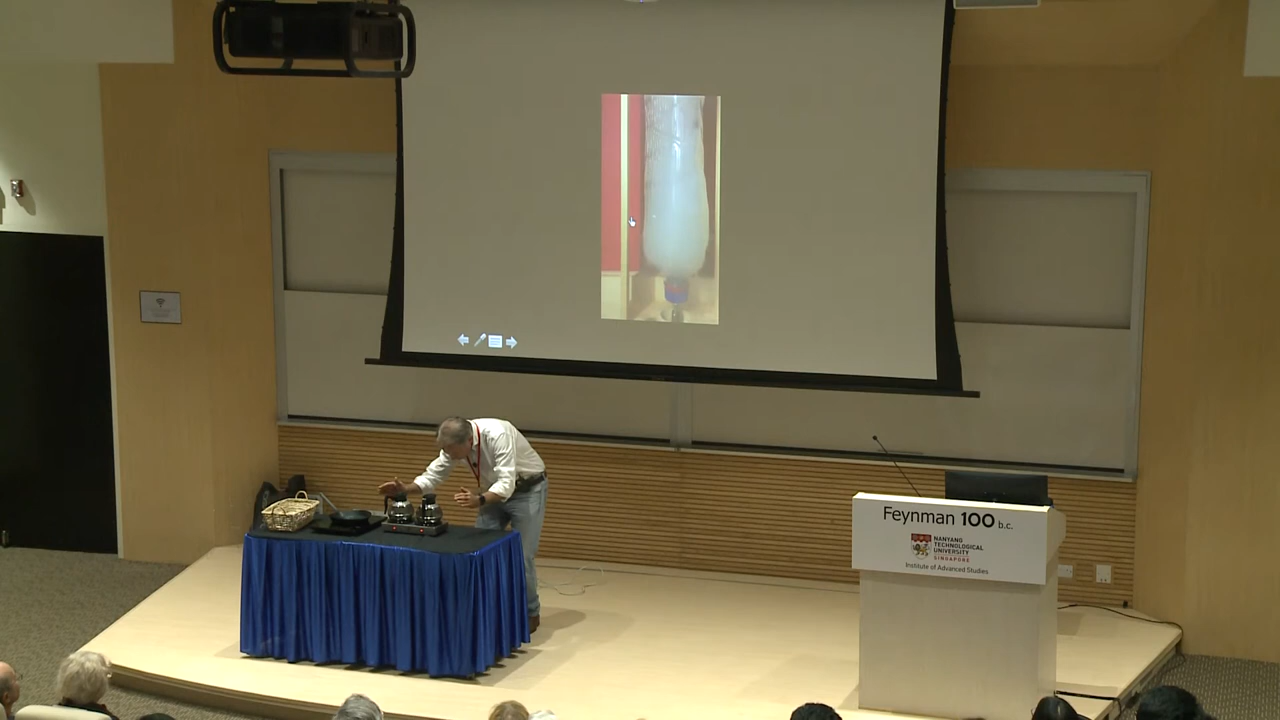 Feynman 100 b.c.
NANYANG
TECHNOLOGICAL
UNIVERSITY
SINGAPORE
Institute of Advanced Studies